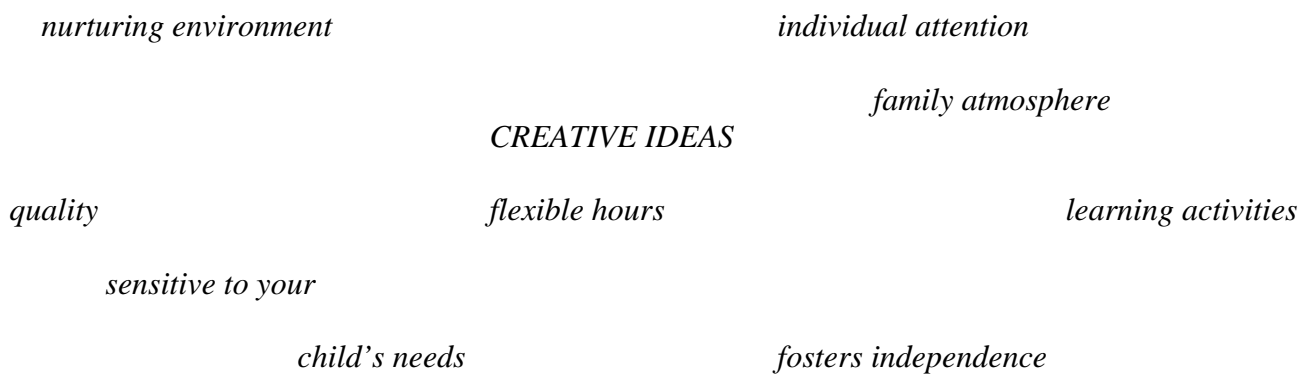 nurturing environment individual attention
family atmosphere
CREATIVE IDEAS
quality flexible hours learning activities
sensitive to your
child’s needs fosters independence